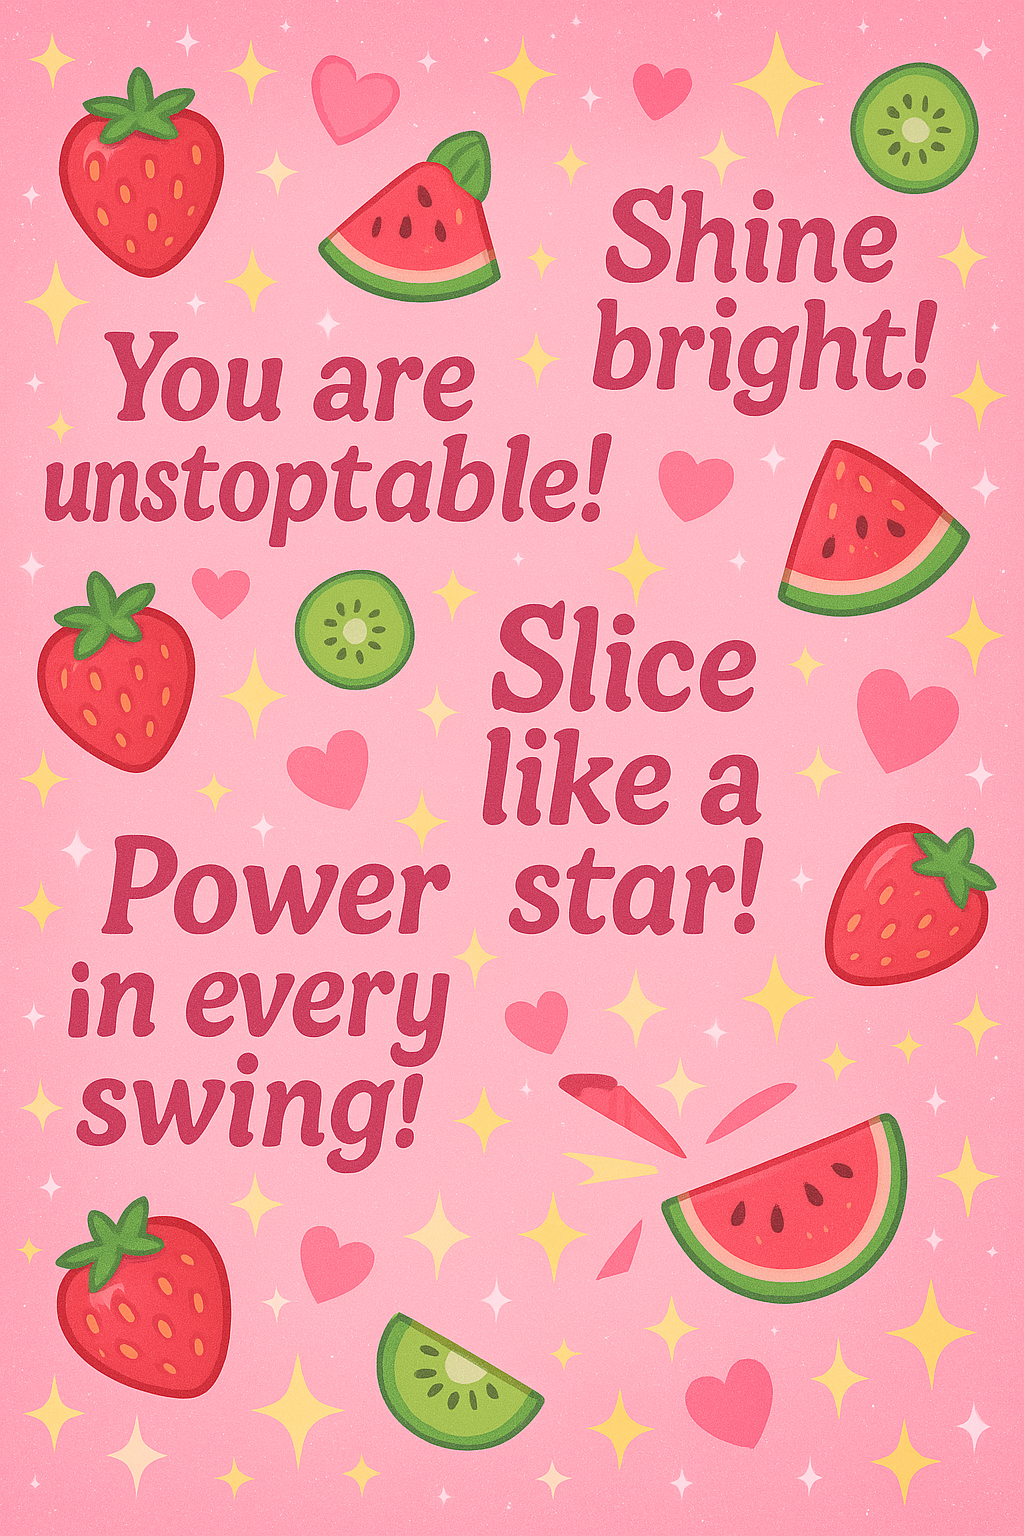 Shine
bright!
You are
unstoptable!
Slice
like a
star!
Power
in every
swing!